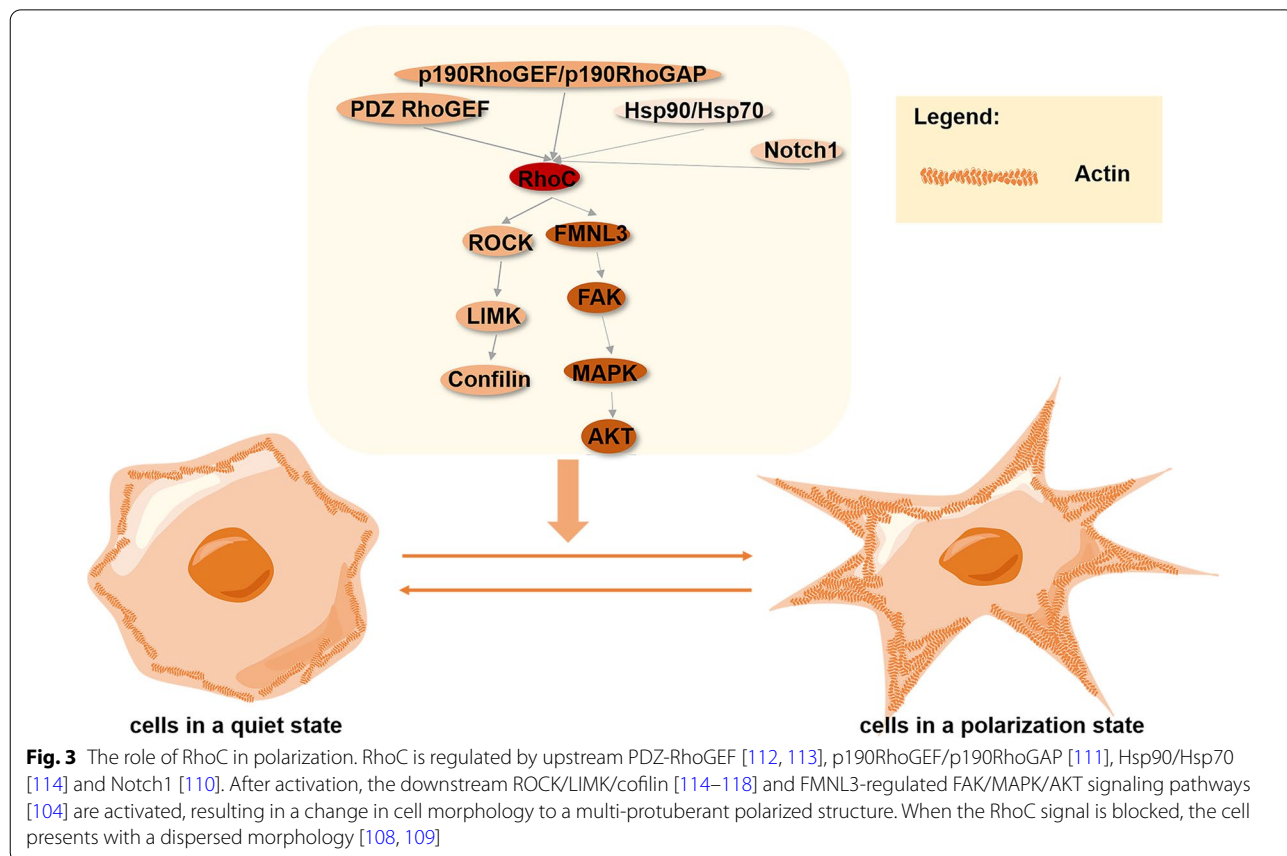 p190RhoGEF/p190RhoGAP
PDZ RhoGEF
Hsp90/Hsp70
Notch1
RhoC
ROCK
FMNL3
LIMK
FAK
Confilin
MAPK
AKT
Legend:
Actin
cells in a quiet state
cells in a polarization state
Fig. 3 The role of RhoC in polarization. RhoC is regulated by upstream PDZ-RhoGEF [112, 113], p190RhoGEF/p190RhoGAP [111], Hsp90/Hsp70
[114] and Notch1 [110]. After activation, the downstream ROCK/LIMK/cofilin [114–118] and FMNL3-regulated FAK/MAPK/AKT signaling pathways
[104] are activated, resulting in a change in cell morphology to a multi-protuberant polarized structure. When the RhoC signal is blocked, the cell
presents with a dispersed morphology [108, 109]